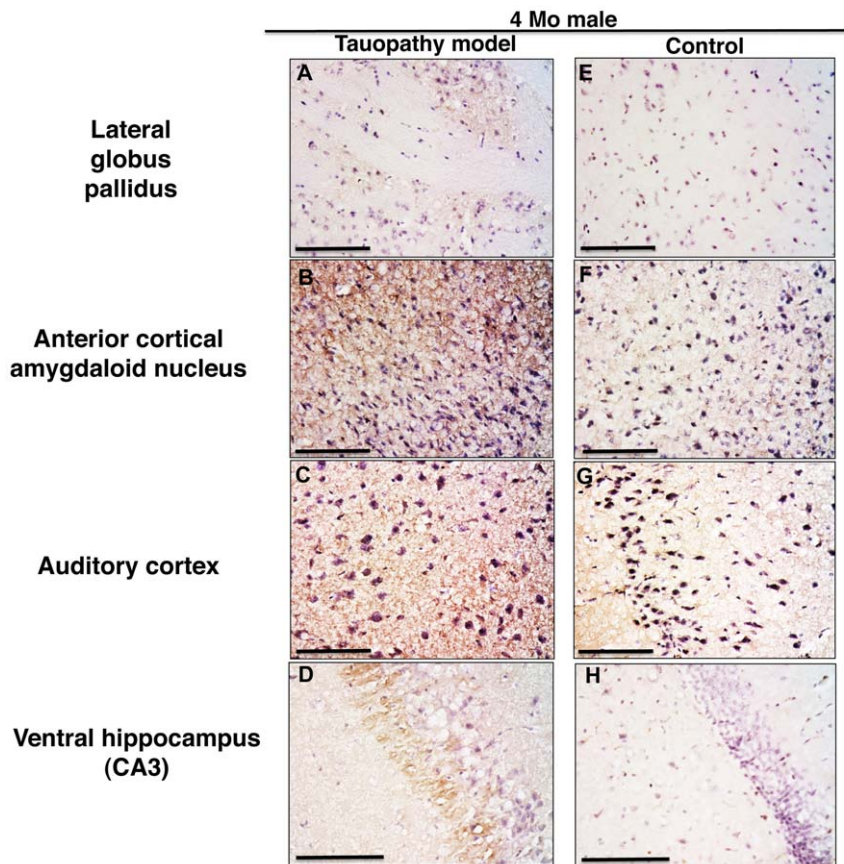 4 Mo male
Tauopathy model
Control
Lateral
globus
pallidus
A
E
Anterior cortical
amygdaloid nucleus
B
F
Auditory cortex
C
G
Ventral hippocampus
(CA3)
D
H